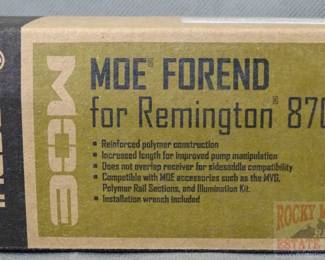 MOE
MOE® FOREND
for Remington® 870
• Reinforced polymer construction
• Increased length for improved pump manipulation
• Does not overlap receiver for sidesaddle compatibility
• Compatible with MOE accessories such as the MVG,
Polymer Rail Sections, and Illumination Kit.
• Installation wrench included
ROCKY
ESTATE